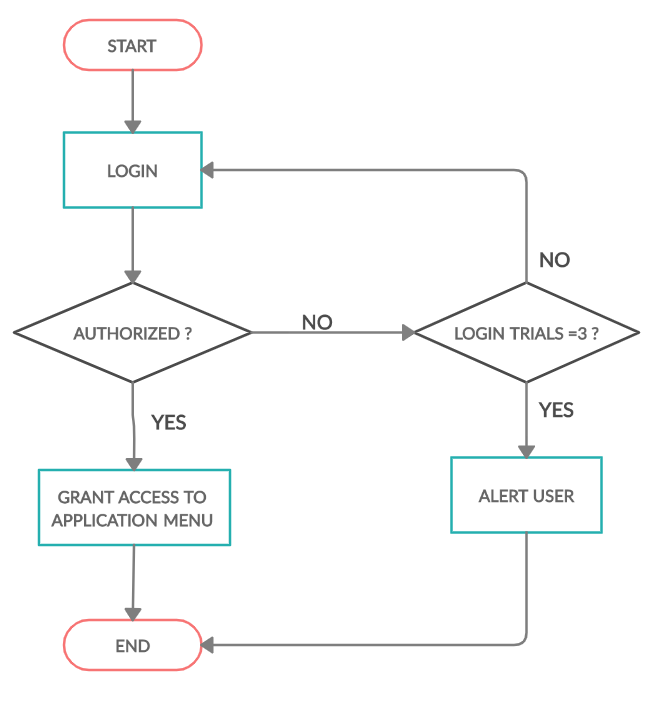 START
LOGIN
NO
AUTHORIZED ?
NO
LOGIN TRIALS =3 ?
YES
YES
GRANT ACCESS TO
APPLICATION MENU
ALERT USER
END